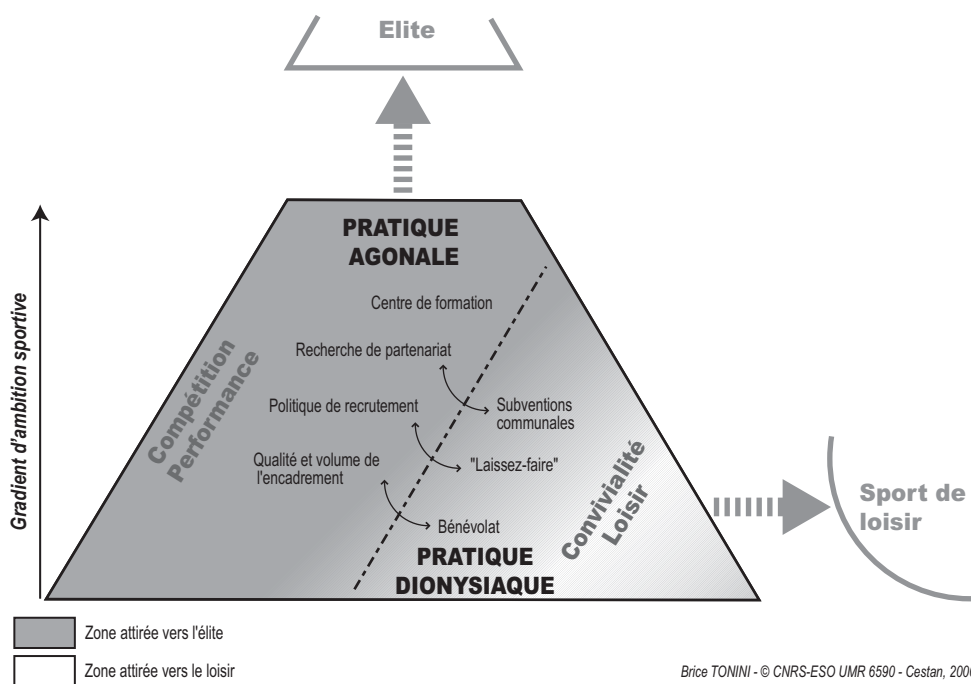 Elite
PRATIQUE
AGONALE
Centre de formation
Recherche de partenariat
Politique de recrutement
Subventions
communales
Qualité et volume de
l'encadrement
"Laissez-faire"
Bénévolat
PRATIQUE
DIONYSIAQUE
Compétition
Performance
Convivialité
Loisir
Gradient d'ambition sportive
Sport de
loisir
Zone attirée vers l'élite
Zone attirée vers le loisir
Brice TONINI - © CNRS-ESO UMR 6590 - Cestan, 200